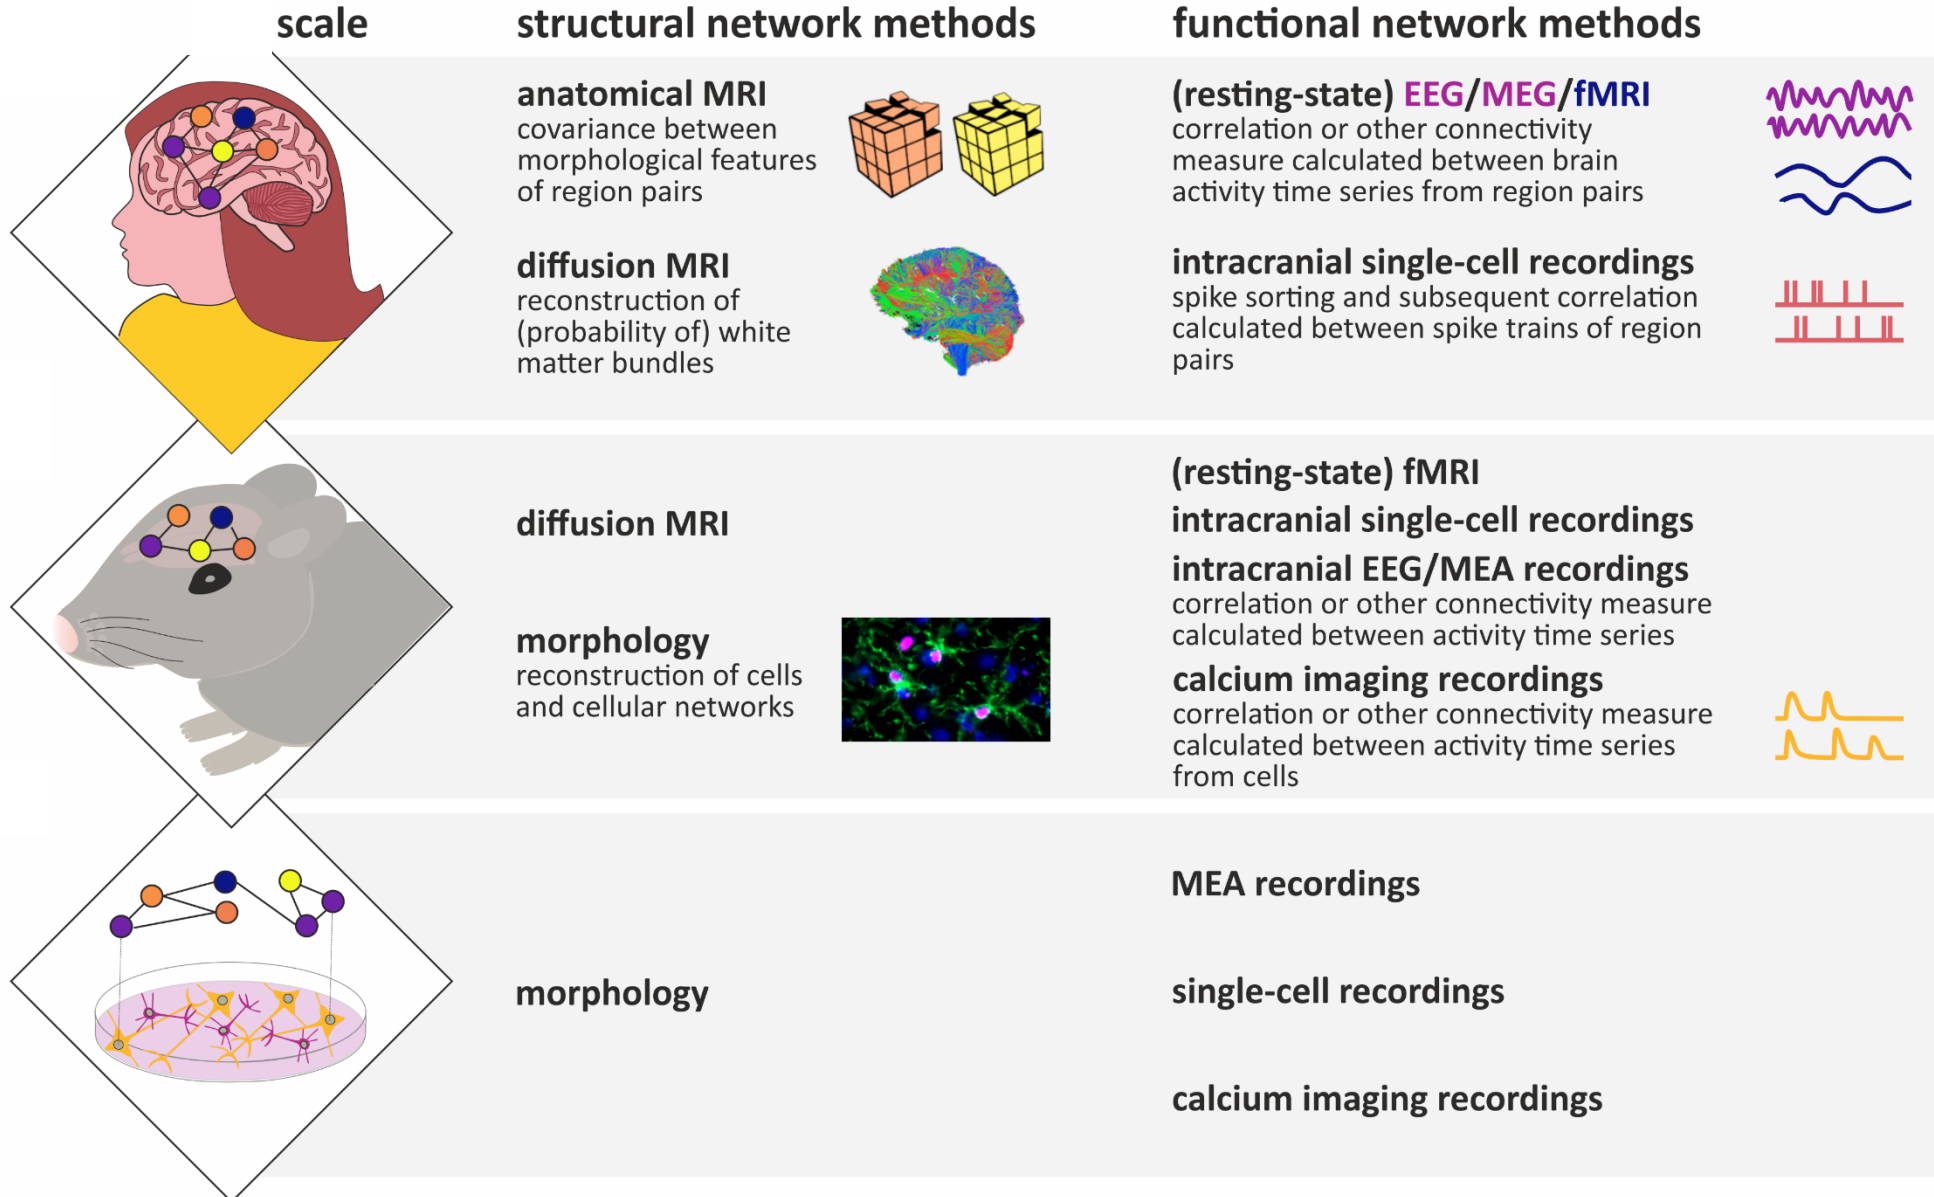 scale
structural network methods
functional network methods
anatomical MRI
covariance between
morphological features
of region pairs
(resting-state) EEG/MEG/fMRI
correlation or other connectivity
measure calculated between brain
activity time series from region pairs
diffusion MRI
reconstruction of
(probability of) white
matter bundles
intracranial single-cell recordings
spike sorting and subsequent correlation
calculated between spike trains of region
pairs
diffusion MRI
morphology
reconstruction of cells
and cellular networks
(resting-state) fMRI
intracranial single-cell recordings
intracranial EEG/MEA recordings
correlation or other connectivity measure
calculated between activity time series
calcium imaging recordings
correlation or other connectivity measure
calculated between activity time series
from cells
morphology
MEA recordings
single-cell recordings
calcium imaging recordings